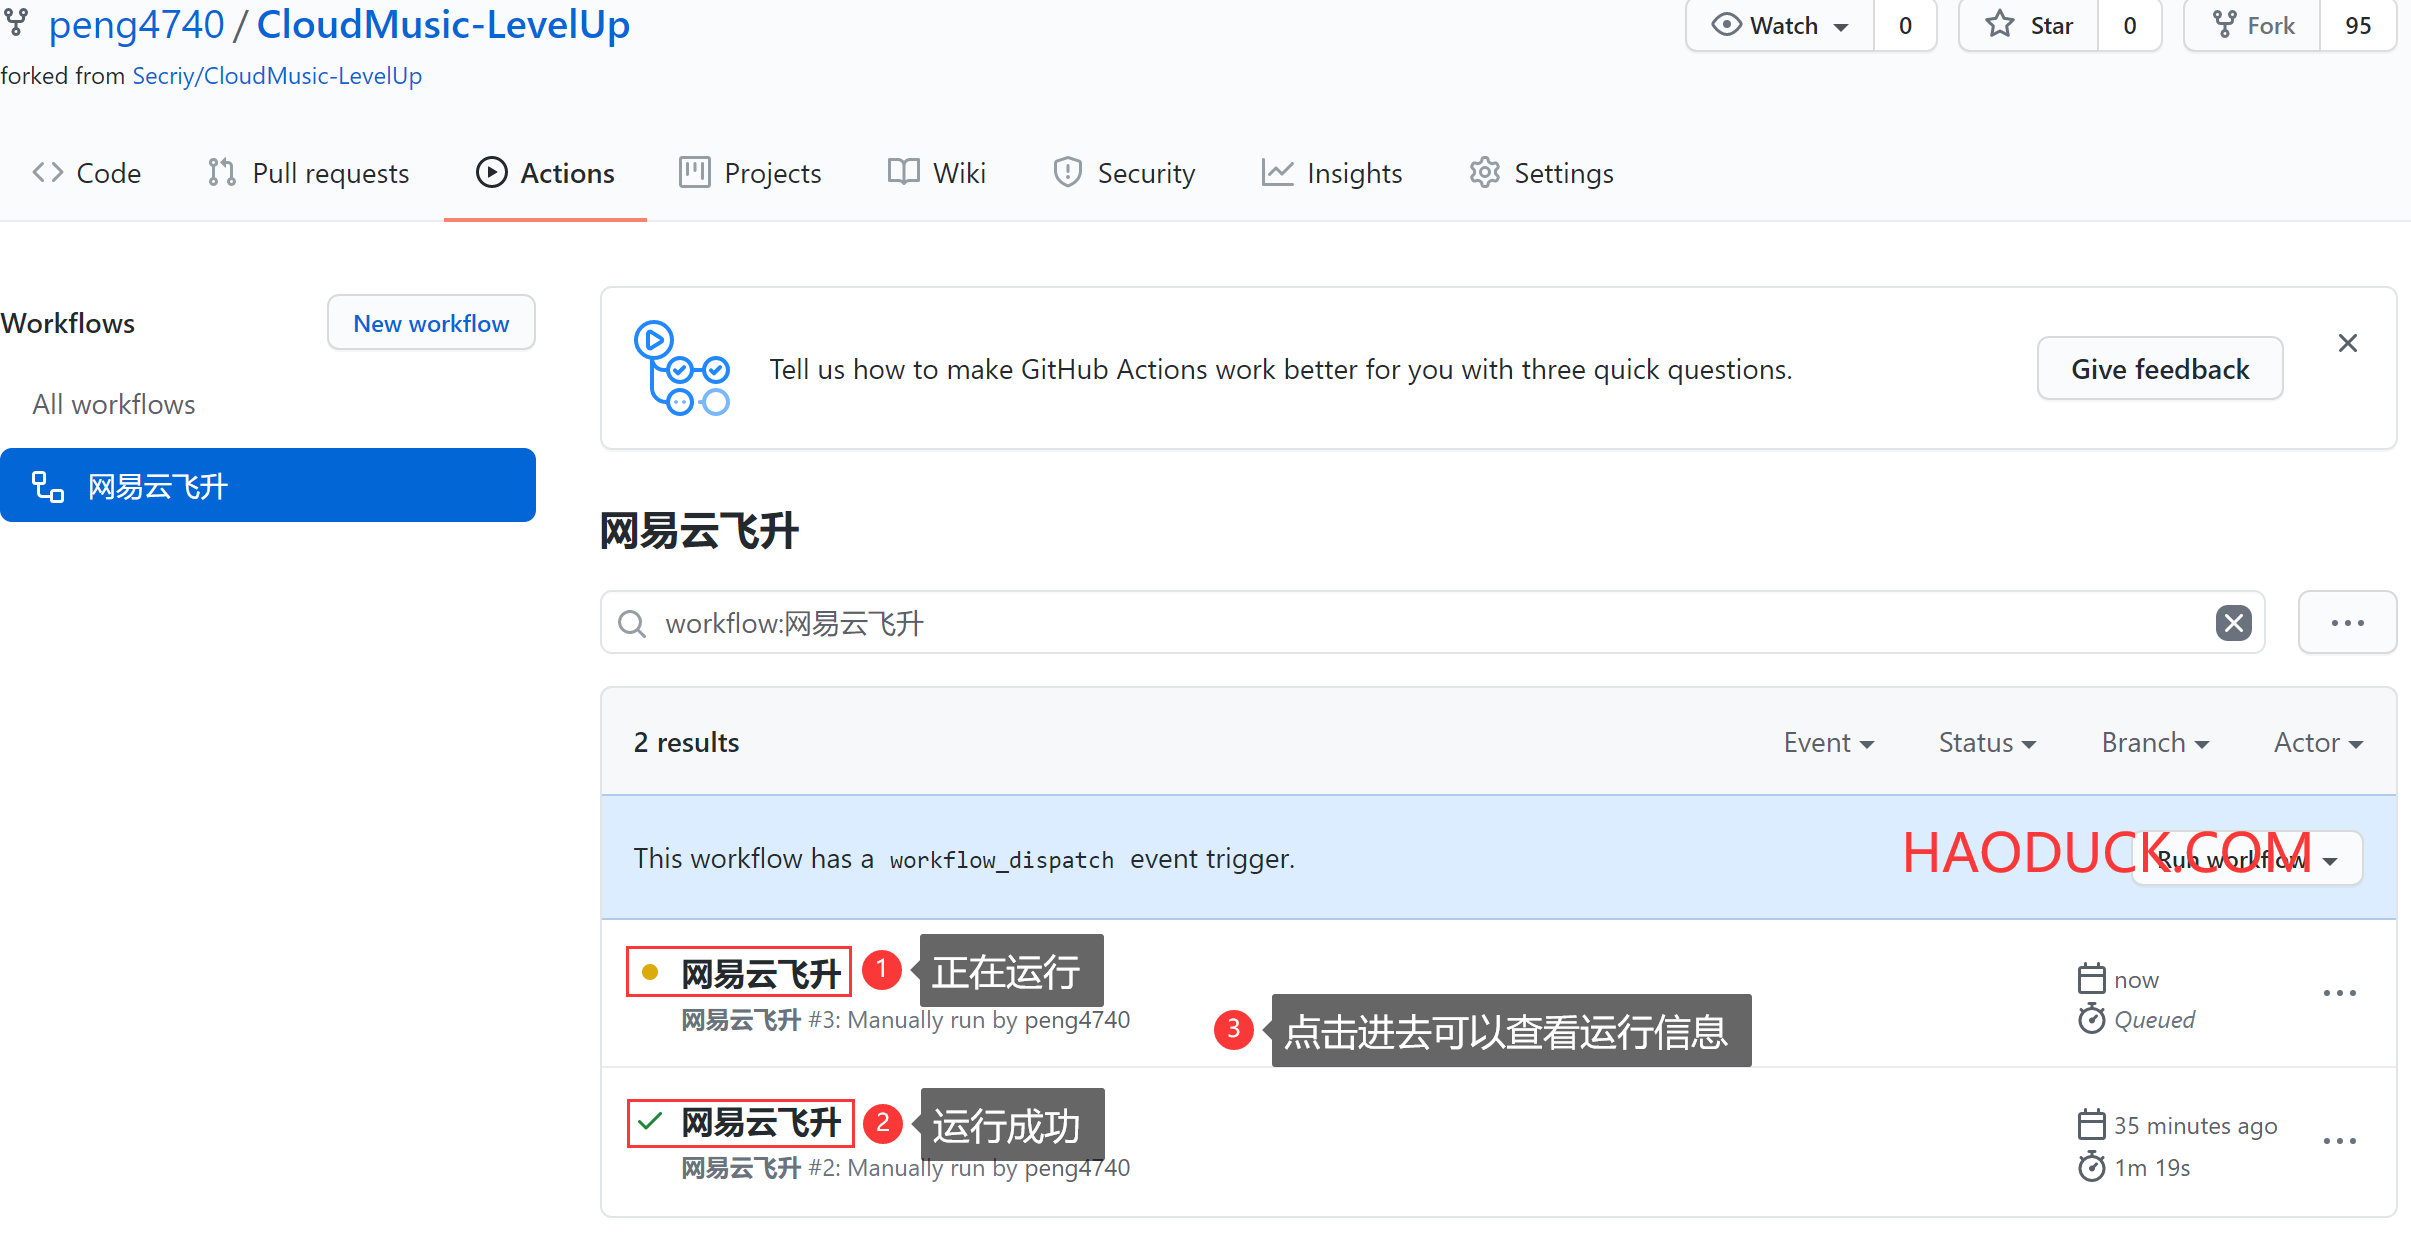 peng4740 / CloudMusic-LevelUp
Watch 0
Star 0
Fork 95
forked from Secriy/CloudMusic-LevelUp
Code
Pull requests
Actions
Projects
Wiki
Security
Insights
Settings
Workflows
New workflow
All workflows
网易云飞升
Tell us how to make GitHub Actions work better for you with three quick questions.
Give feedback
网易云飞升
workflow:网易云飞升
2 results
Event
Status
Branch
Actor
This workflow has a workflow_dispatch event trigger.
Run workflow
HAODUCK.COM
网易云飞升
1 正在运行
网易云飞升 #3: Manually run by peng4740
now
Queued
3 点击进去可以查看运行信息
网易云飞升
2 运行成功
网易云飞升 #2: Manually run by peng4740
35 minutes ago
1m 19s